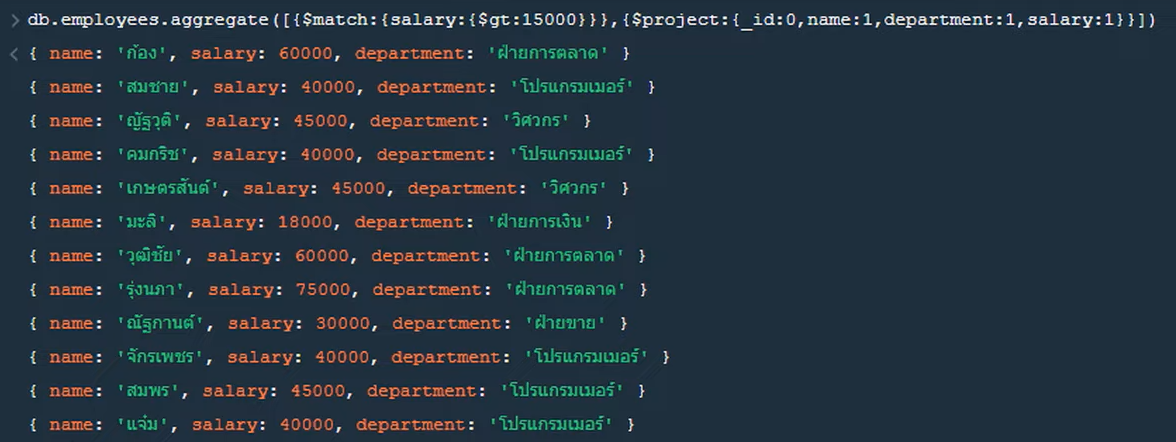 > db.employees.aggregate([{$match:{salary:{$gt:15000}}},{$project:{_id:0,name:1,department:1,salary:1}}])
< { name: 'ก้อง', salary: 60000, department: 'ฝ่ายการตลาด' }
{ name: 'สมชาย', salary: 40000, department: 'โปรแกรมเมอร์' }
{ name: 'ณัฐวุติ', salary: 45000, department: 'วิศวกร' }
{ name: 'คมกริช', salary: 40000, department: 'โปรแกรมเมอร์' }
{ name: 'เกษตรสันต์', salary: 45000, department: 'วิศวกร' }
{ name: 'มะลิ', salary: 18000, department: 'ฝ่ายการเงิน' }
{ name: 'วุฒิชัย', salary: 60000, department: 'ฝ่ายการตลาด' }
{ name: 'รุ่งนภา', salary: 75000, department: 'ฝ่ายการตลาด' }
{ name: 'ณัฐกานต์', salary: 30000, department: 'ฝ่ายขาย' }
{ name: 'จักรเพชร', salary: 40000, department: 'โปรแกรมเมอร์' }
{ name: 'สมพร', salary: 45000, department: 'โปรแกรมเมอร์' }
{ name: 'แจ๋ม', salary: 40000, department: 'โปรแกรมเมอร์' }